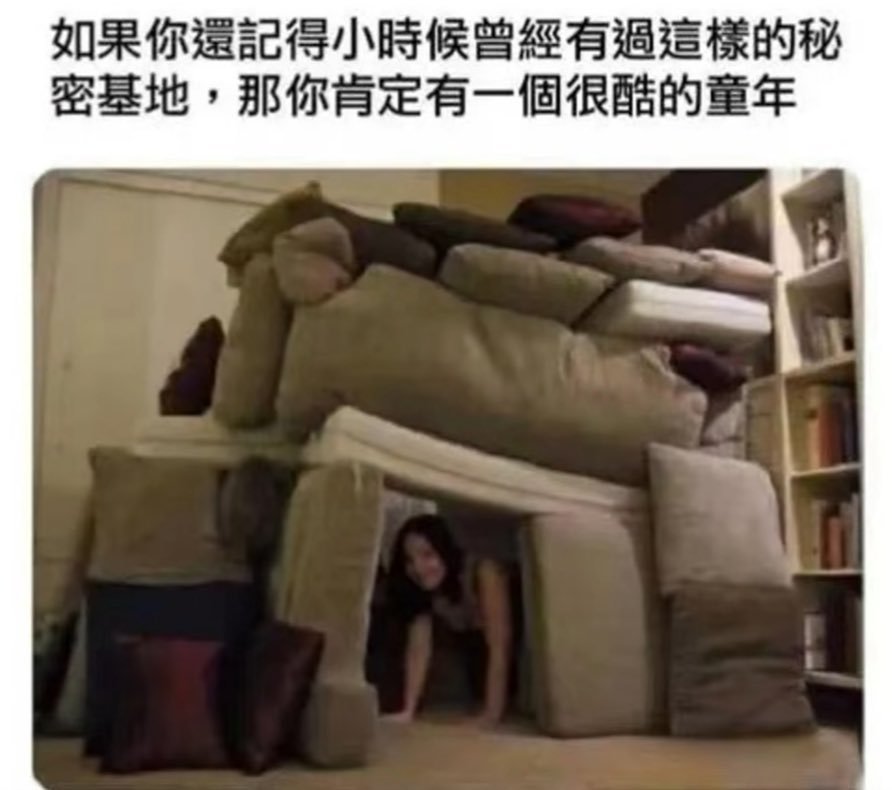 如果你還記得小時候曾經有過這樣的秘
密基地，那你肯定有一個很酷的童年